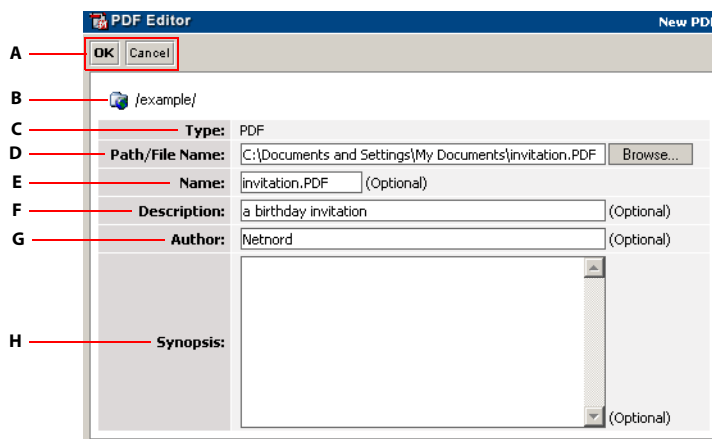 PDF Editor New PDF
A OK Cancel
B /example/
C Type: PDF
D Path/File Name: C:\Documents and Settings\My Documents\invitation.PDF Browse...
E Name: invitation.PDF (Optional)
F Description: a birthday invitation (Optional)
G Author: Netnord (Optional)
H Synopsis:
(Optional)